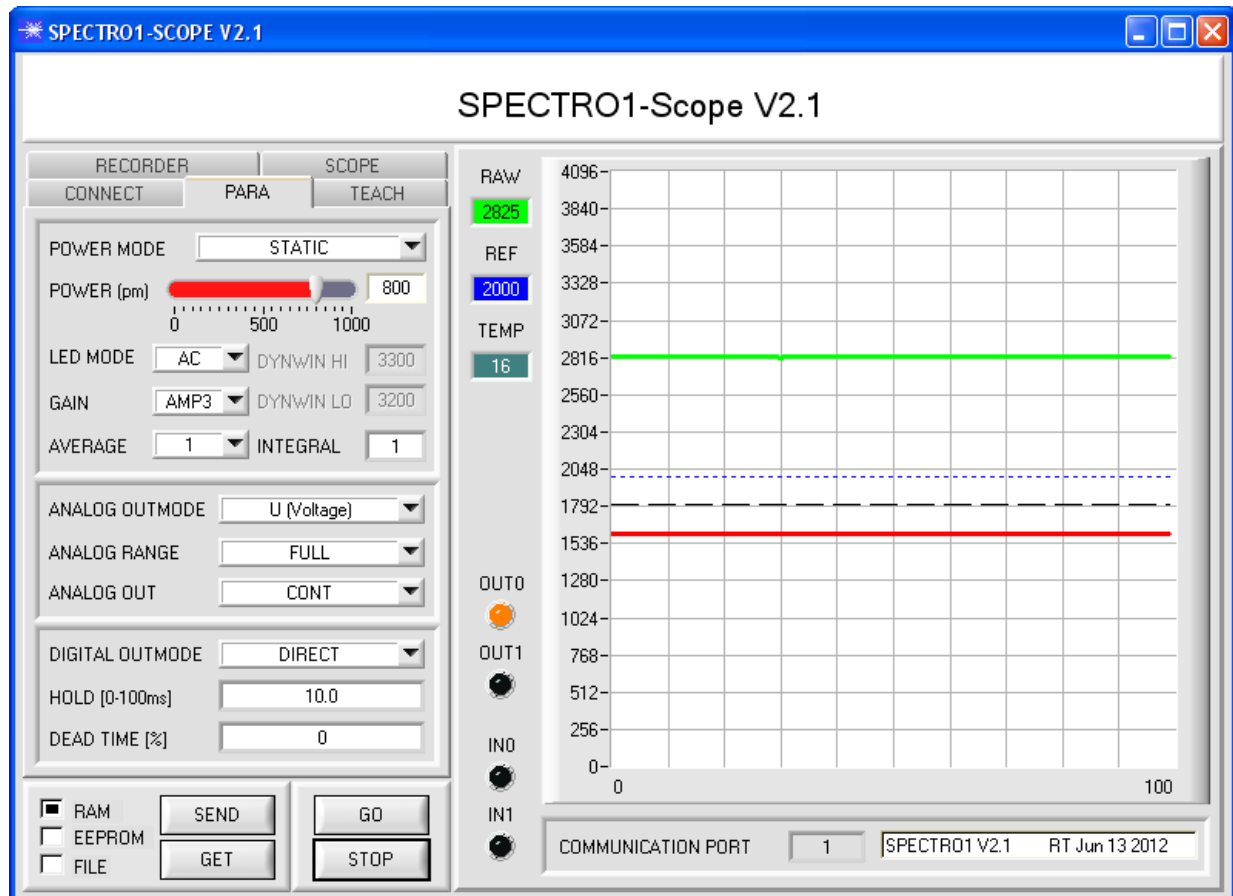 SPECTRO1-SCOPE V2.1
SPECTRO1-Scope V2.1
RECORDER SCOPE
CONNECT PARA TEACH
POWER MODE STATIC
POWER (pm) 800
0 500 1000
LED MODE AC DYNWIN HI 3300
GAIN AMP3 DYNWIN LO 3200
AVERAGE 1 INTEGRAL 1
ANALOG OUTMODE U (Voltage)
ANALOG RANGE FULL
ANALOG OUT CONT
DIGITAL OUTMODE DIRECT
HOLD [0-100ms] 10.0
DEAD TIME [%] 0
RAM
EEPROM
FILE
SEND
GET
GO
STOP
RAW
2825
REF
2000
TEMP
16
OUT0
OUT1
IN0
IN1
4096
3840
3584
3328
3072
2816
2560
2304
2048
1792
1536
1280
1024
768
512
256
0
0 100
COMMUNICATION PORT 1 SPECTRO1 V2.1 RT Jun 13 2012